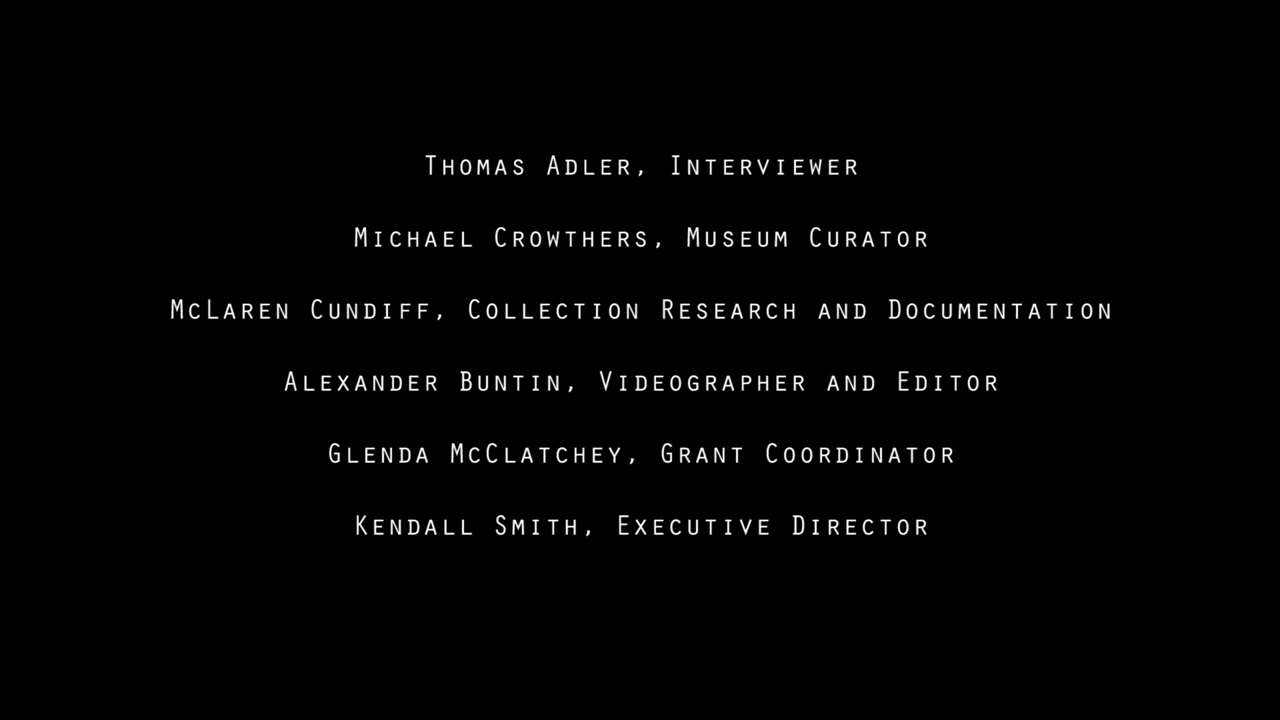 Thomas Adler, Interviewer
Michael Crowthers, Museum Curator
McLaren Cundiff, Collection Research and Documentation
Alexander Buntin, Videographer and Editor
Glenda McClatchey, Grant Coordinator
Kendall Smith, Executive Director